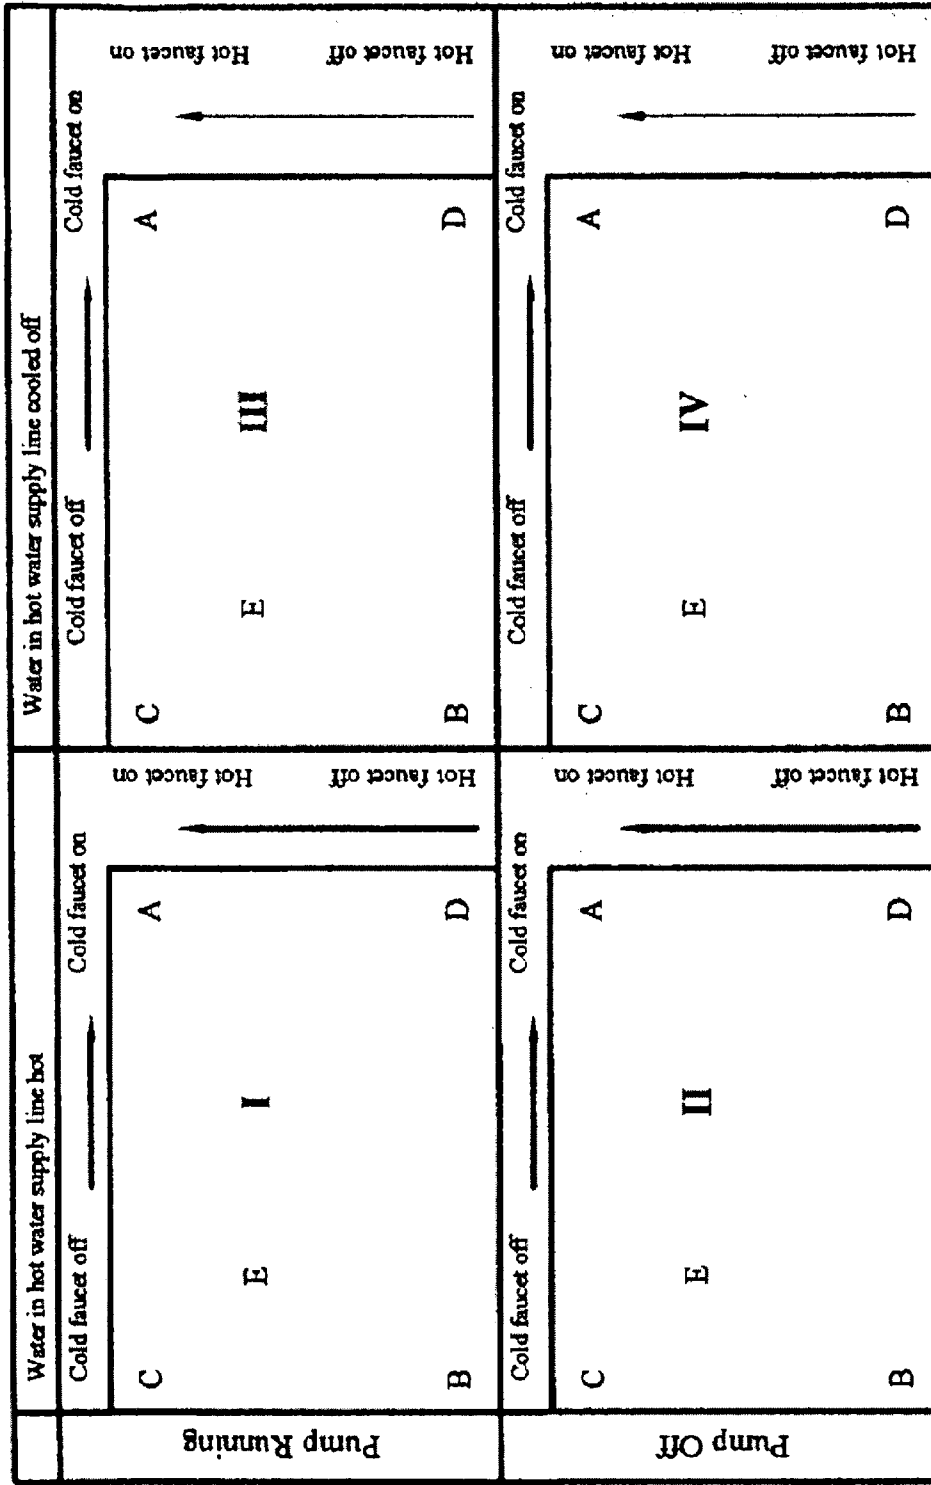 Water in hot water supply line hot
Water in hot water supply line cooled off
Pump Running
Cold faucet off
Cold faucet on
C
A
E
I
B
D
Hot faucet on
Hot faucet off
Cold faucet off
Cold faucet on
C
A
E
III
B
D
Hot faucet on
Hot faucet off
Pump Off
Cold faucet off
Cold faucet on
C
A
E
II
B
D
Hot faucet on
Hot faucet off
Cold faucet off
Cold faucet on
C
A
E
IV
B
D
Hot faucet on
Hot faucet off